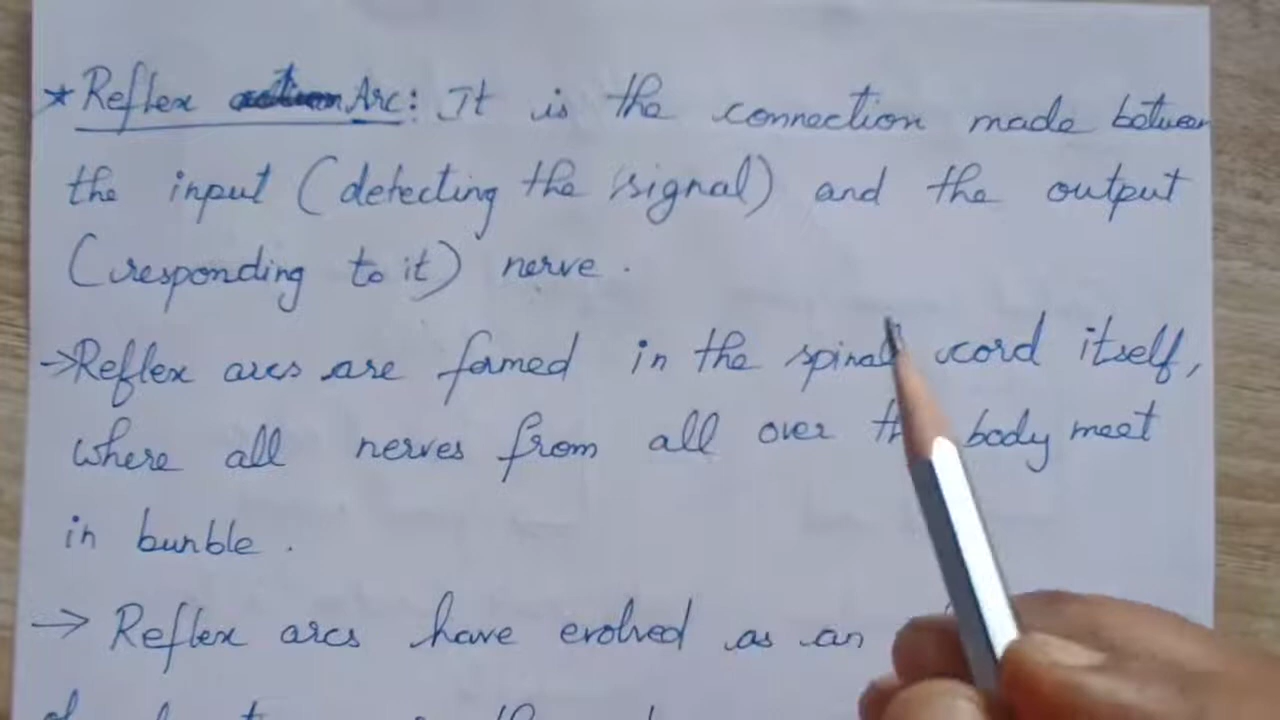 * Reflex Arc: It is the connection made between
the input (detecting the signal) and the output
(responding to it) nerve.
→ Reflex arcs are formed in the spinal cord itself,
where all nerves from all over the body meet
in bunble.
→ Reflex arcs have evolved as an